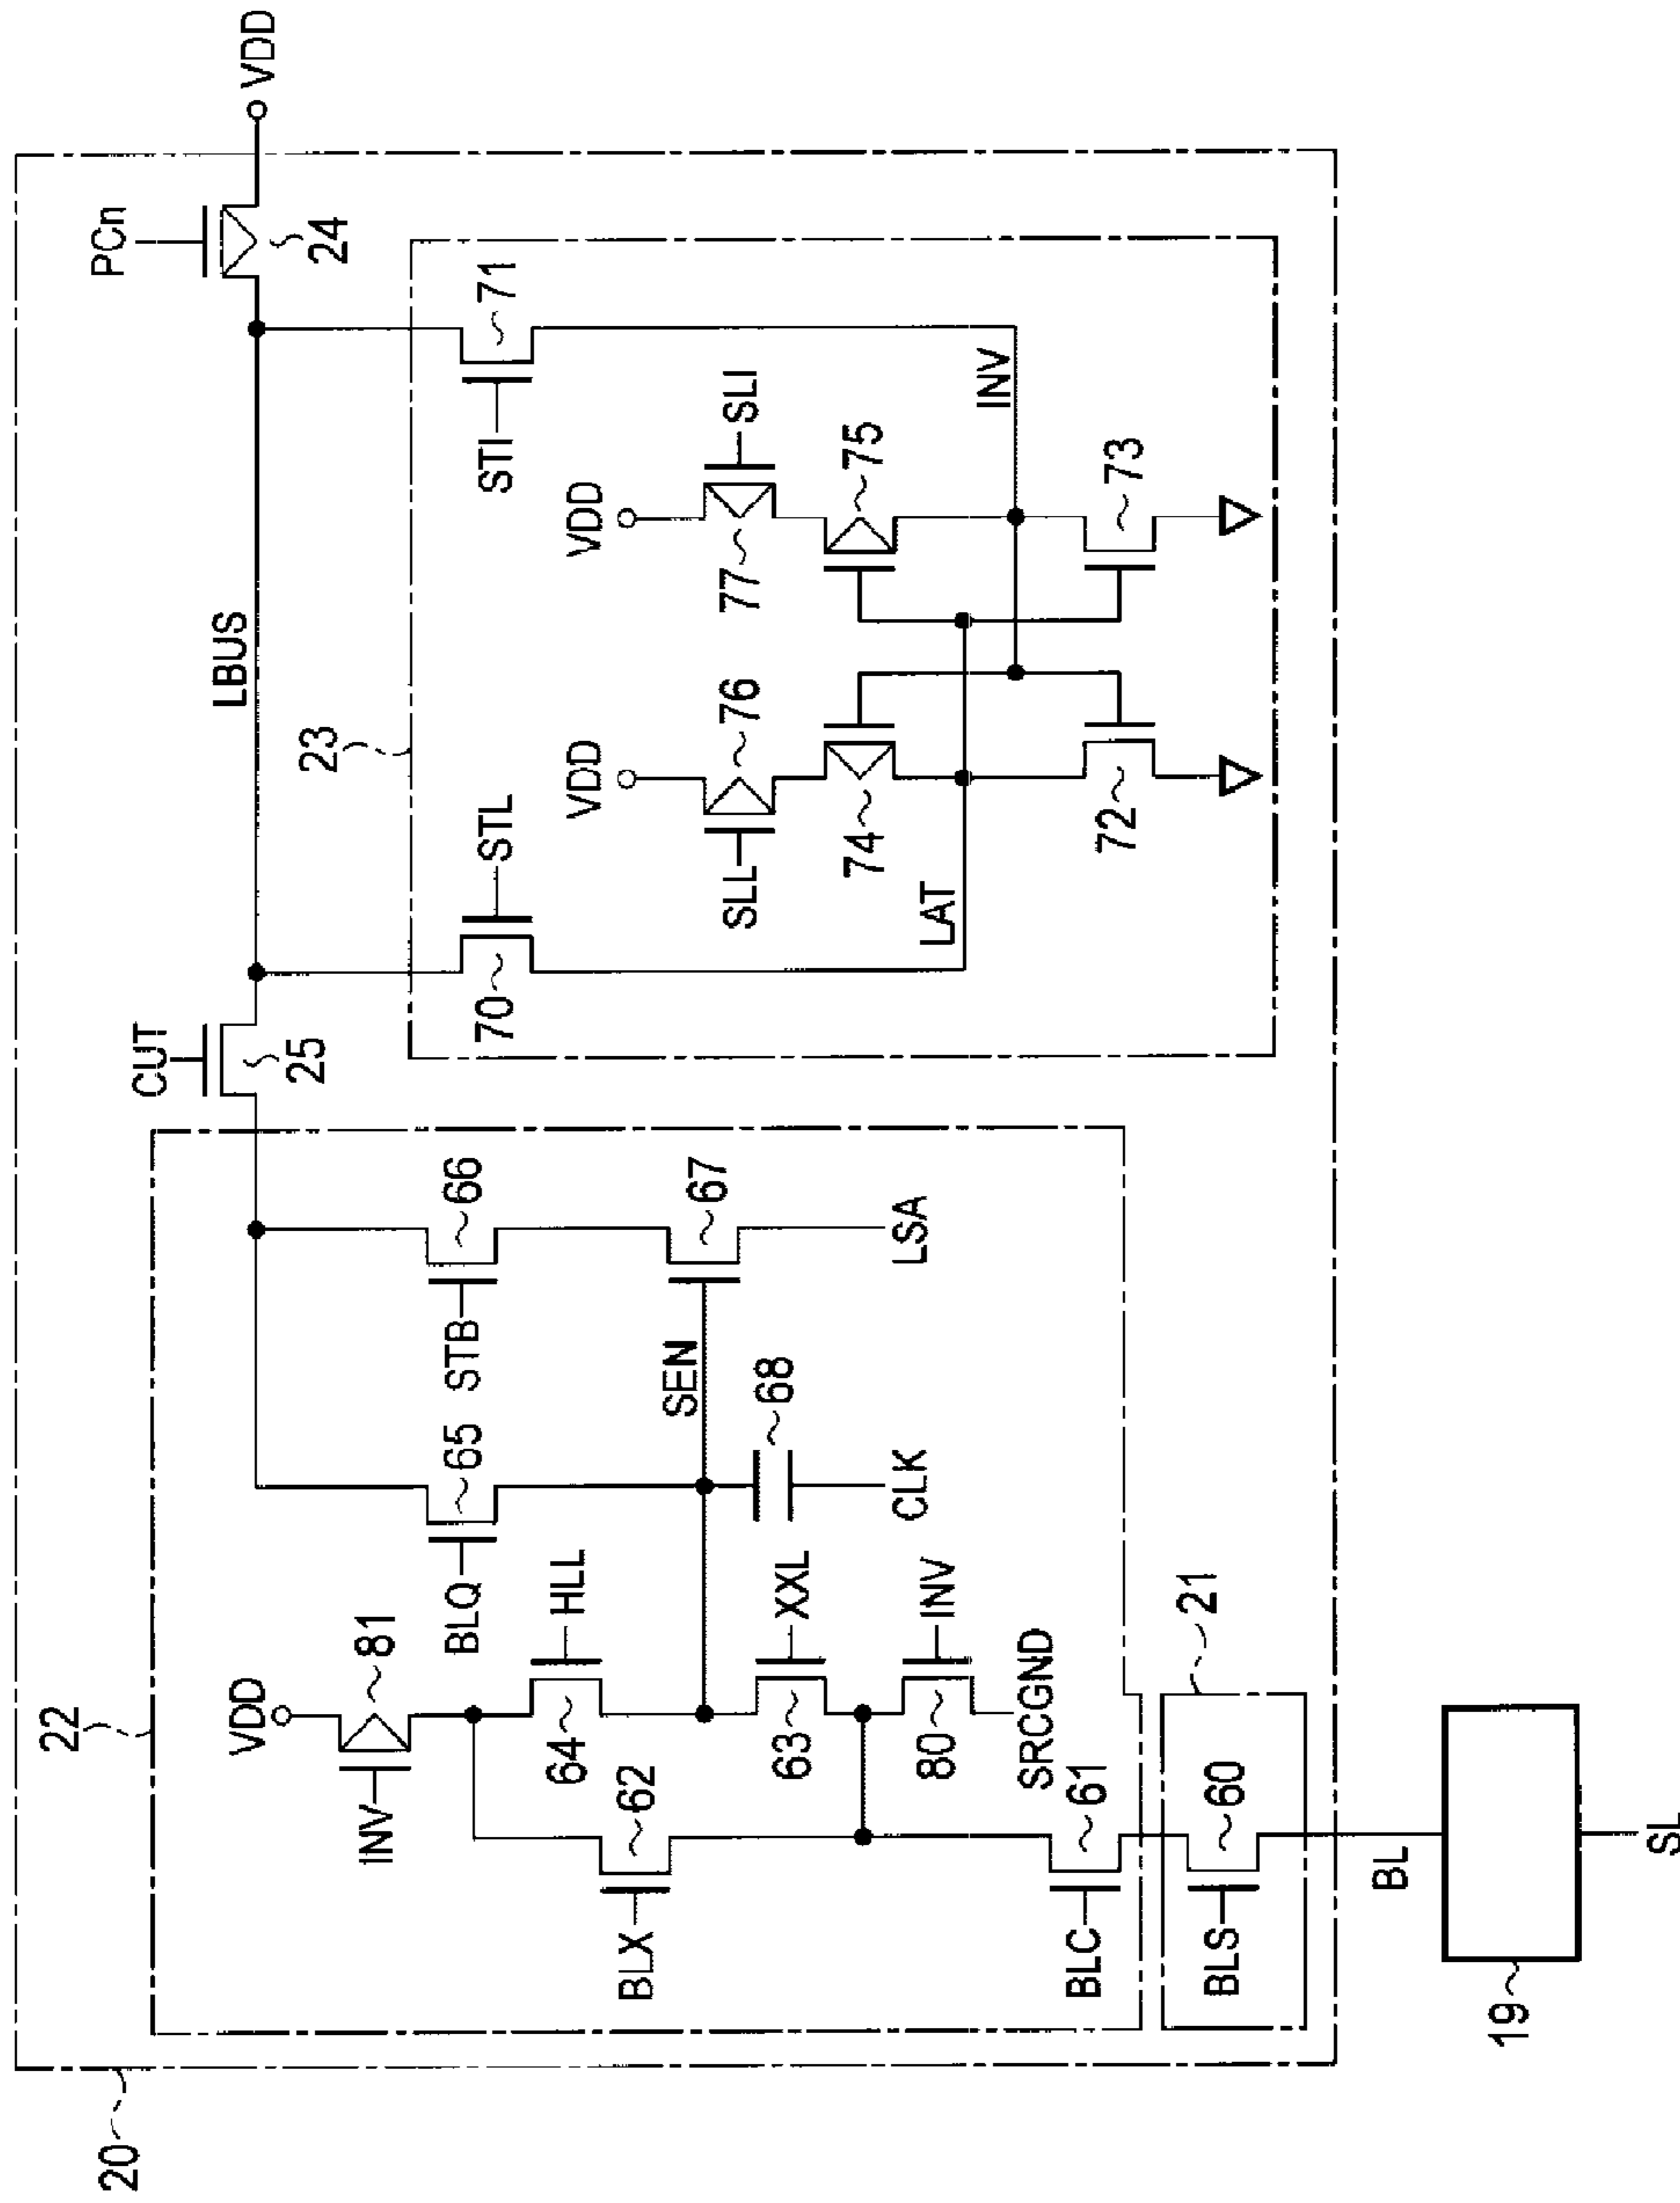 20
22
VDD
INV
81
BLX
62
64
HLL
BLQ
65
STB
66
SEN
67
LSA
63
XXL
68
CLK
80
INV
SRCGND
BLC
61
21
BLS
60
BL
19
SL
CUT
25
LBUS
PCn
24
VDD
23
70
STL
STI
71
VDD
SLL
76
74
VDD
77
SLI
75
LAT
INV
72
73